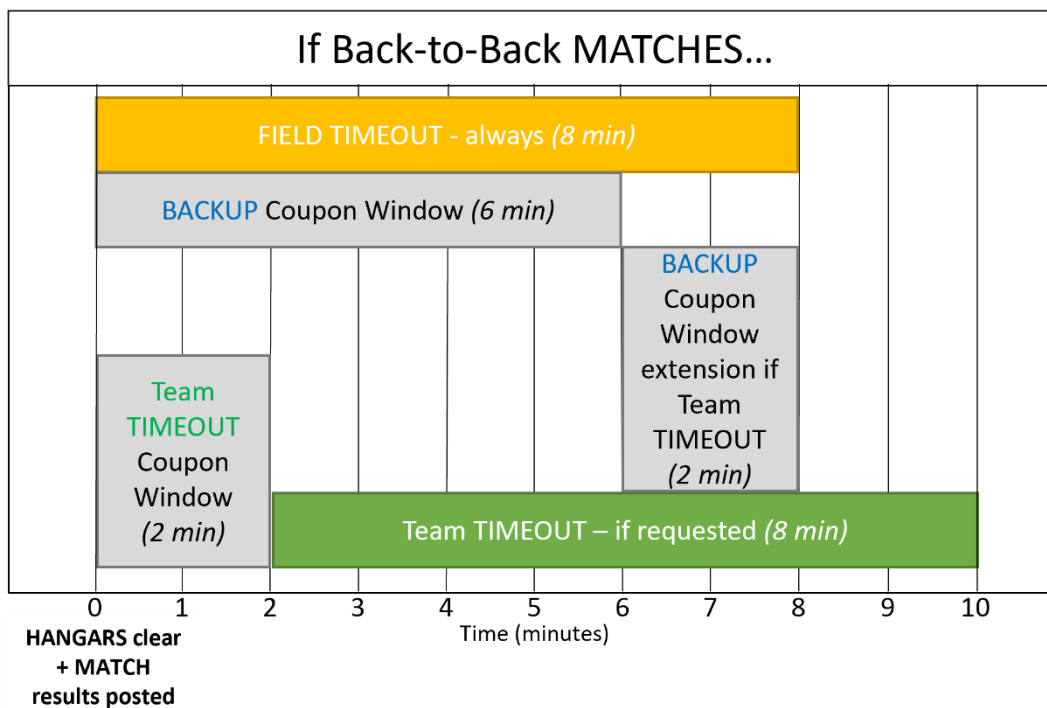 If Back-to-Back MATCHES…
FIELD TIMEOUT - always (8 min)
BACKUP Coupon Window (6 min)
BACKUP
Coupon
Window
extension if
Team
TIMEOUT
(2 min)
Team
TIMEOUT
Coupon
Window
(2 min)
Team TIMEOUT – if requested (8 min)
0 1 2 3 4 5 6 7 8 9 10
Time (minutes)
HANGARS clear
+ MATCH
results posted